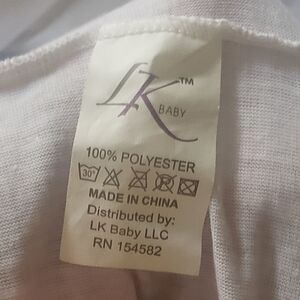 LK™
BABY
100% POLYESTER
30°
MADE IN CHINA
Distributed by:
LK Baby LLC
RN 154582